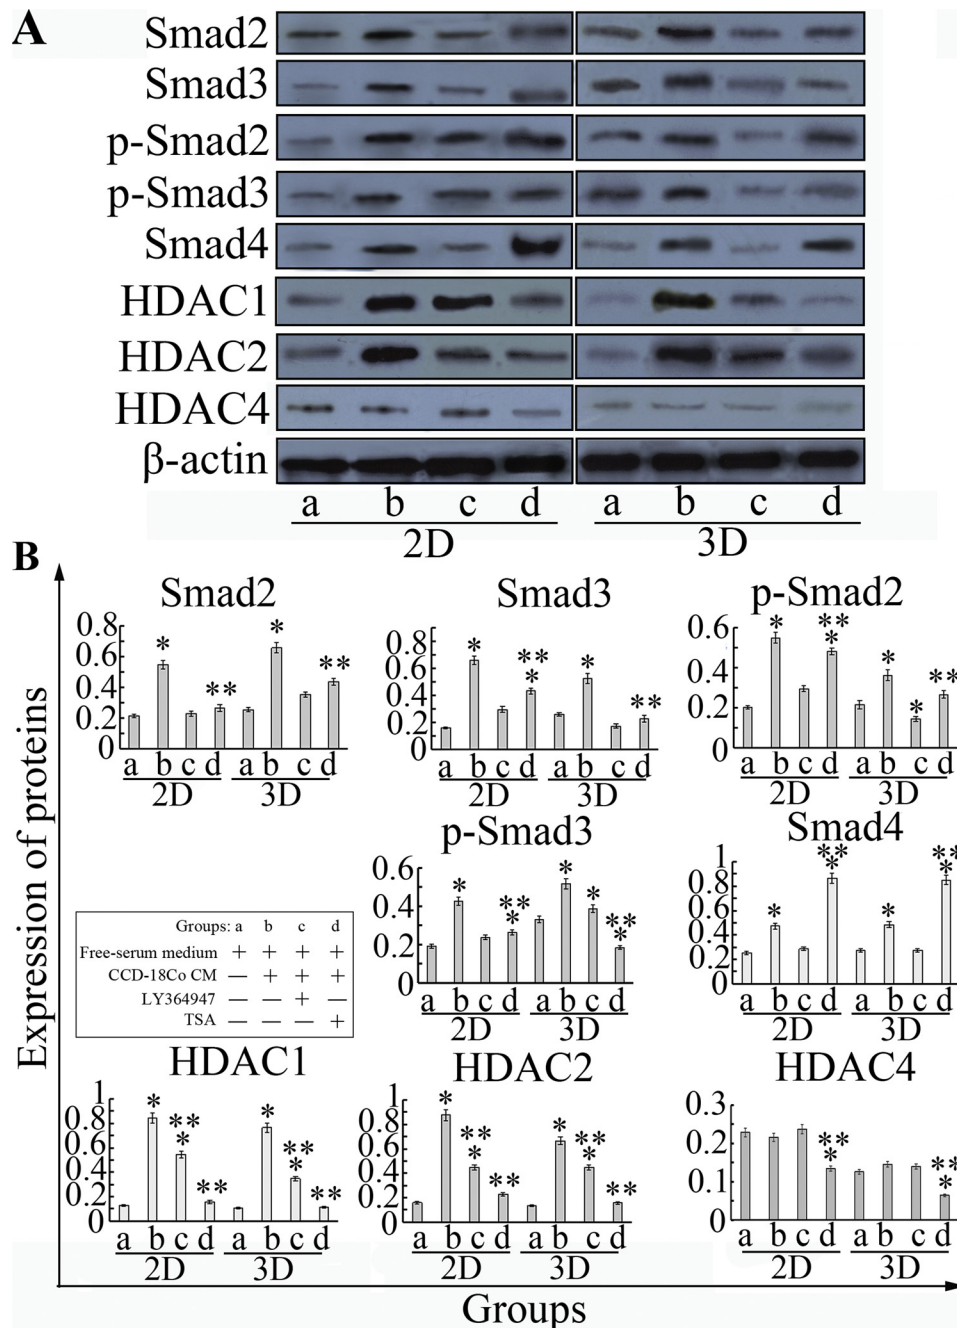 A
Smad2
Smad3
p-Smad2
p-Smad3
Smad4
HDAC1
HDAC2
HDAC4
β-actin
a b c d a b c d
2D 3D
B
Expression of proteins
Smad2
0.8
0.6
0.4
0.2
0
* ** * **
a b c d a b c d
2D 3D
Smad3
0.8
0.6
0.4
0.2
0
* ** * * **
a b c d a b c d
2D 3D
p-Smad2
0.6
0.4
0.2
0
* ** * * * **
a b c d a b c d
2D 3D
p-Smad3
0.6
0.4
0.2
0
* ** * * * ** *
a b c d a b c d
2D 3D
Smad4
1
0.8
0.6
0.4
0.2
0
* ** * * ** *
a b c d a b c d
2D 3D
Groups: a b c d
Free-serum medium + + + +
CCD-18Co CM — + + +
LY364947 — — + —
TSA — — — +
HDAC1
1
0.8
0.6
0.4
0.2
0
* ** * ** * ** * **
a b c d a b c d
2D 3D
HDAC2
1
0.8
0.6
0.4
0.2
0
* ** * ** * ** * **
a b c d a b c d
2D 3D
HDAC4
0.3
0.2
0.1
0
** * ** *
a b c d a b c d
2D 3D
Groups